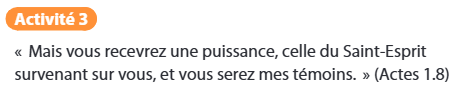 Activité 3
« Mais vous recevrez une puissance, celle du Saint-Esprit
survenant sur vous, et vous serez mes témoins. » (Actes 1.8)